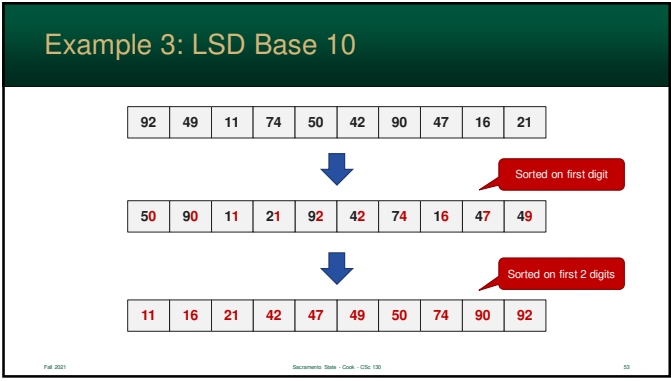 Example 3: LSD Base 10
92 49 11 74 50 42 90 47 16 21
Sorted on first digit
50 90 11 21 92 42 74 16 47 49
Sorted on first 2 digits
11 16 21 42 47 49 50 74 90 92
Fall 2021 Sacramento State - Cook - CSc 130 53